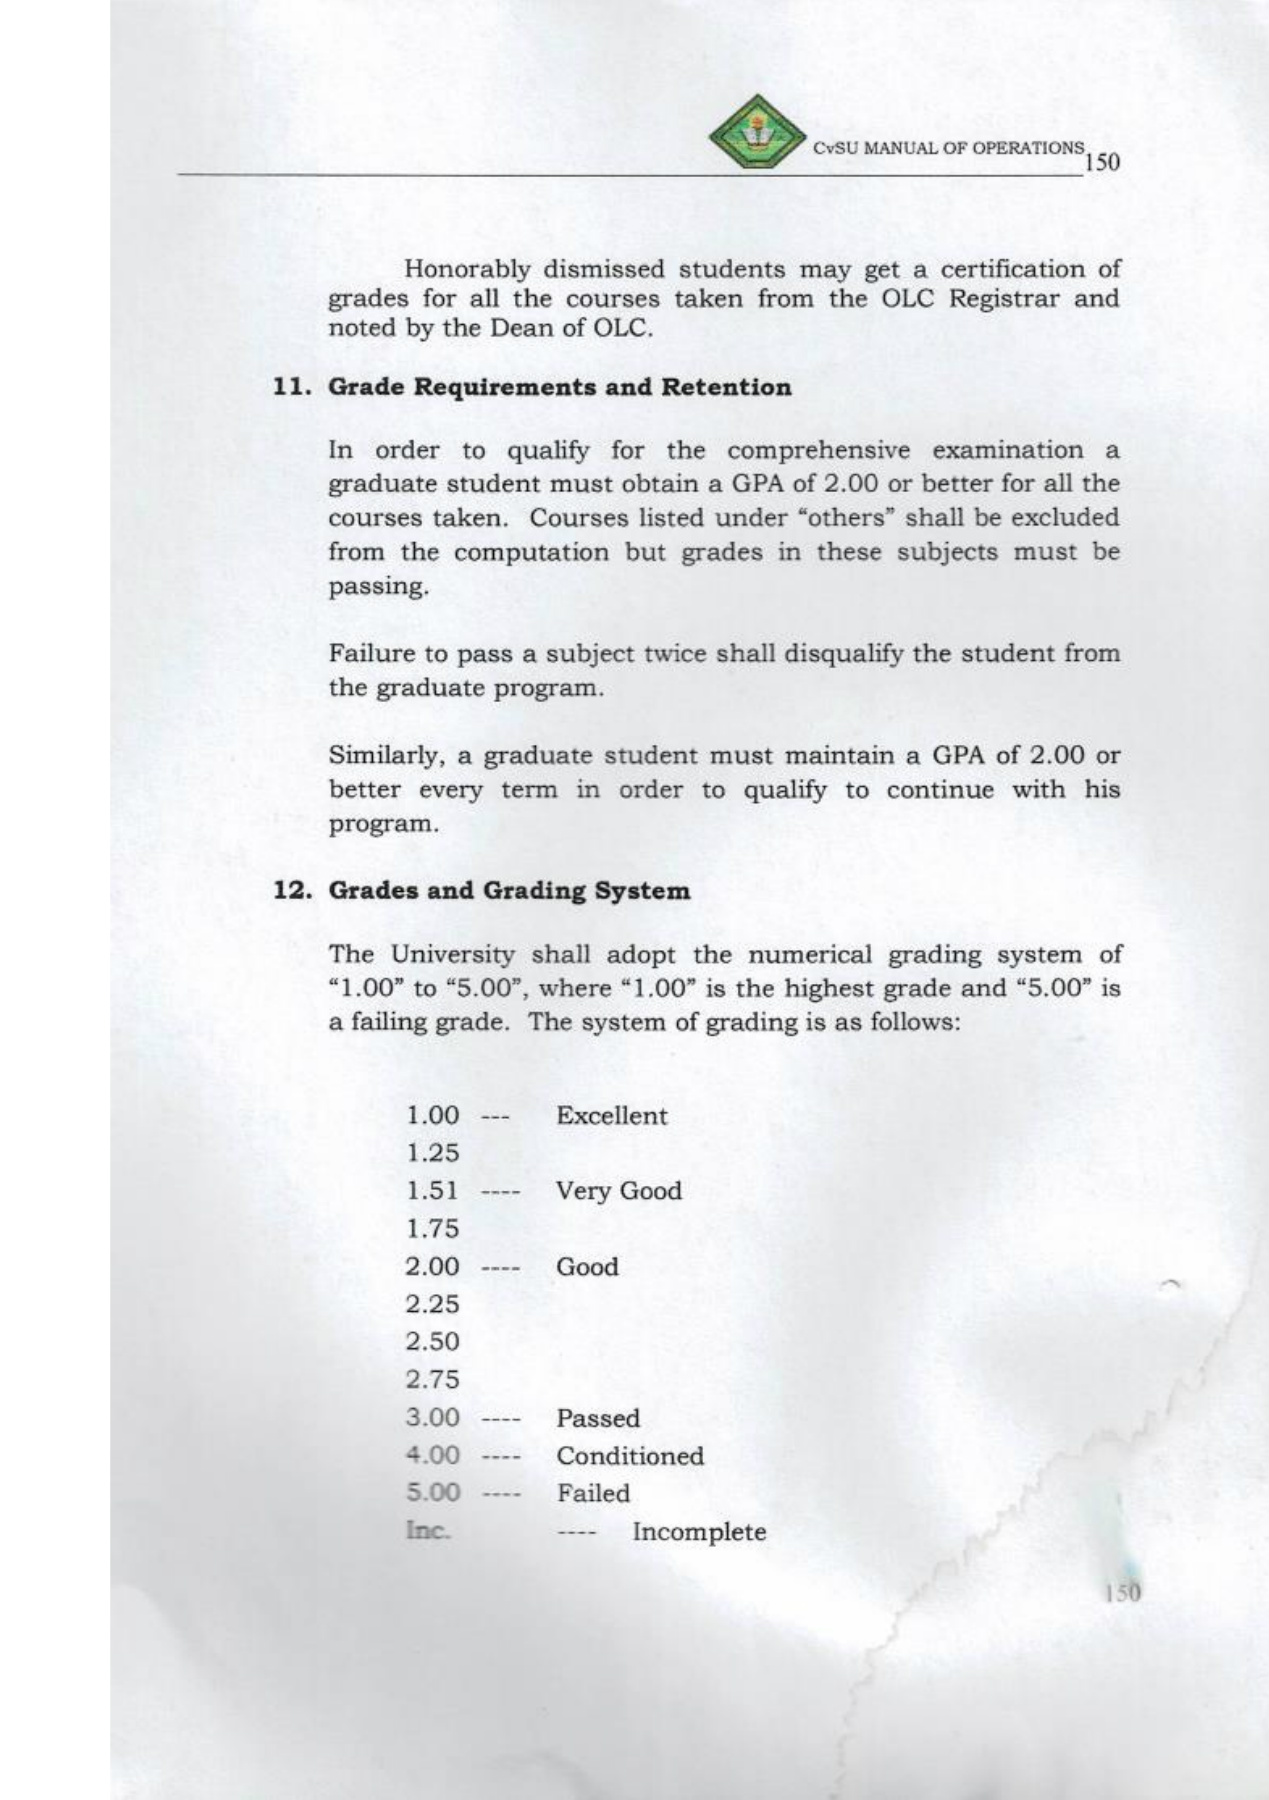 CvSU MANUAL OF OPERATIONS 150
Honorably dismissed students may get a certification of
grades for all the courses taken from the OLC Registrar and
noted by the Dean of OLC.
11. Grade Requirements and Retention
In order to qualify for the comprehensive examination a
graduate student must obtain a GPA of 2.00 or better for all the
courses taken. Courses listed under “others” shall be excluded
from the computation but grades in these subjects must be
passing.
Failure to pass a subject twice shall disqualify the student from
the graduate program.
Similarly, a graduate student must maintain a GPA of 2.00 or
better every term in order to qualify to continue with his
program.
12. Grades and Grading System
The University shall adopt the numerical grading system of
“1.00” to “5.00”, where “1.00” is the highest grade and “5.00” is
a failing grade. The system of grading is as follows:
1.00 --- Excellent
1.25
1.51 ---- Very Good
1.75
2.00 ---- Good
2.25
2.50
2.75
3.00 ---- Passed
4.00 ---- Conditioned
5.00 ---- Failed
Inc. ---- Incomplete
150